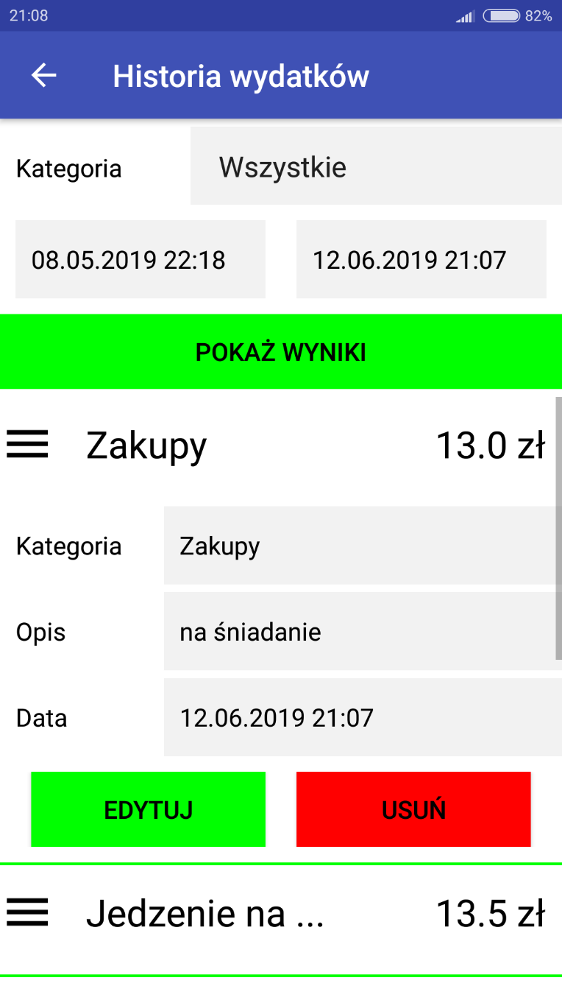 21:08 82%
Historia wydatków
Kategoria Wszystkie
08.05.2019 22:18 12.06.2019 21:07
POKAŻ WYNIKI
Zakupy 13.0 zł
Kategoria Zakupy
Opis na śniadanie
Data 12.06.2019 21:07
EDYTUJ USUŃ
Jedzenie na ... 13.5 zł